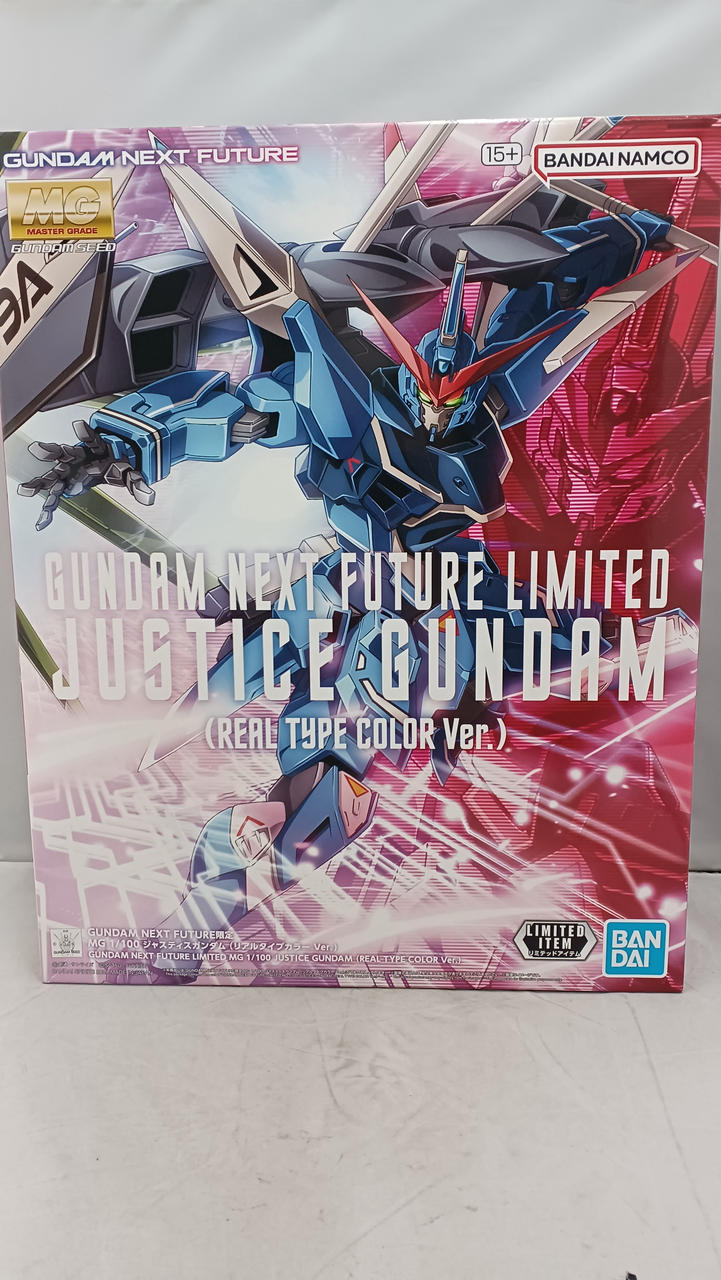 GUNDAM NEXT FUTURE
15+
BANDAI NAMCO
MG
MASTER GRADE
GUNDAM SEED
9A
GUNDAM NEXT FUTURE LIMITED
JUSTICE GUNDAM
(REAL TYPE COLOR Ver.)
GUNDAM NEXT FUTURE限定
MG 1/100 ジャスティスガンダム (リアルタイプカラー Ver.)
GUNDAM NEXT FUTURE LIMITED MG 1/100 JUSTICE GUNDAM (REAL TYPE COLOR Ver.)
LIMITED
ITEM
リミテッドアイテム
BAN
DAI